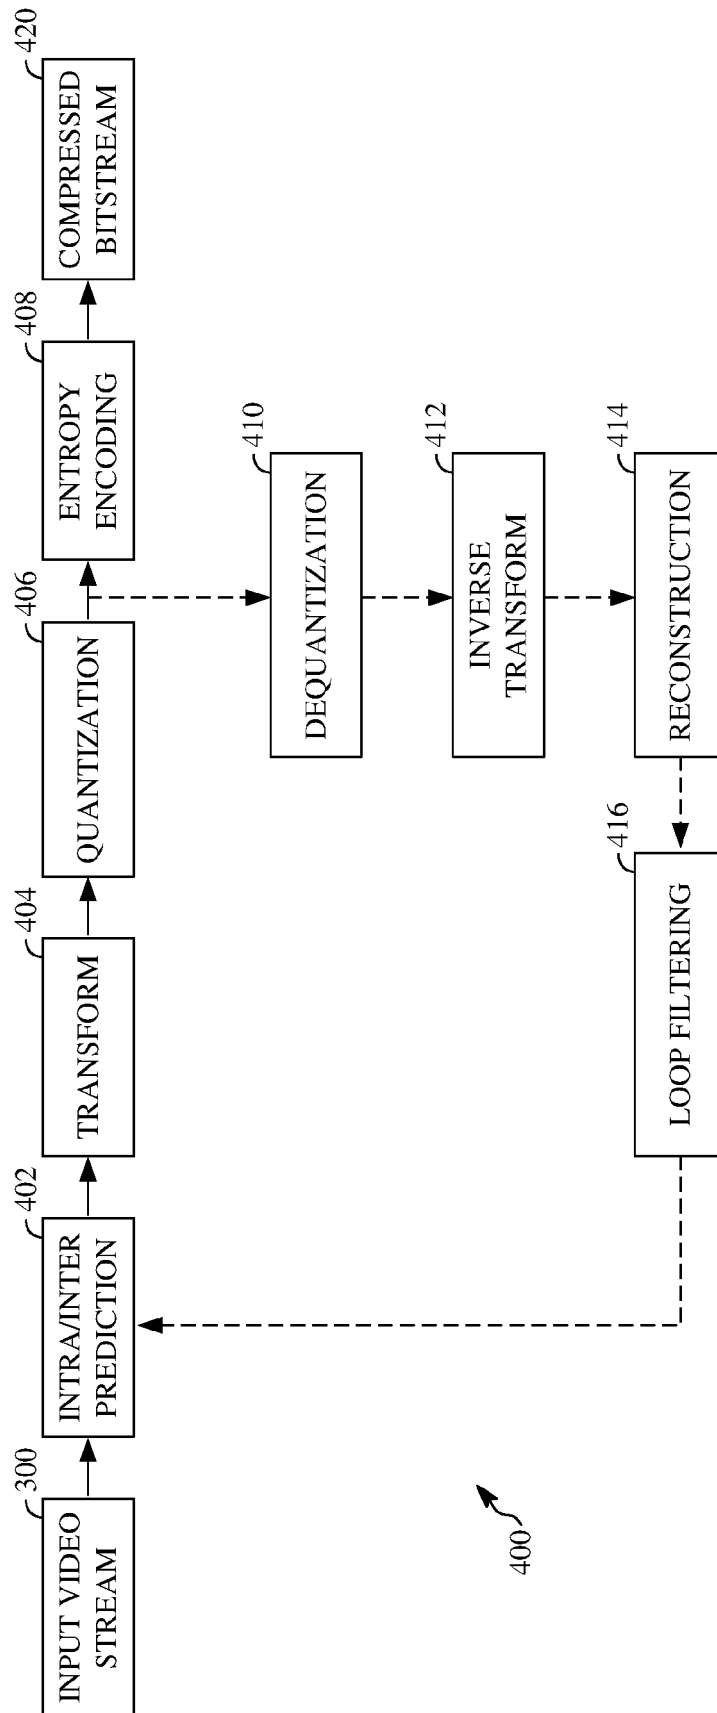 300
INPUT VIDEO
STREAM
402
INTRA/INTER
PREDICTION
404
TRANSFORM
406
QUANTIZATION
408
ENTROPY
ENCODING
420
COMPRESSED
BITSTREAM
410
DEQUANTIZATION
412
INVERSE
TRANSFORM
414
RECONSTRUCTION
416
LOOP FILTERING
400